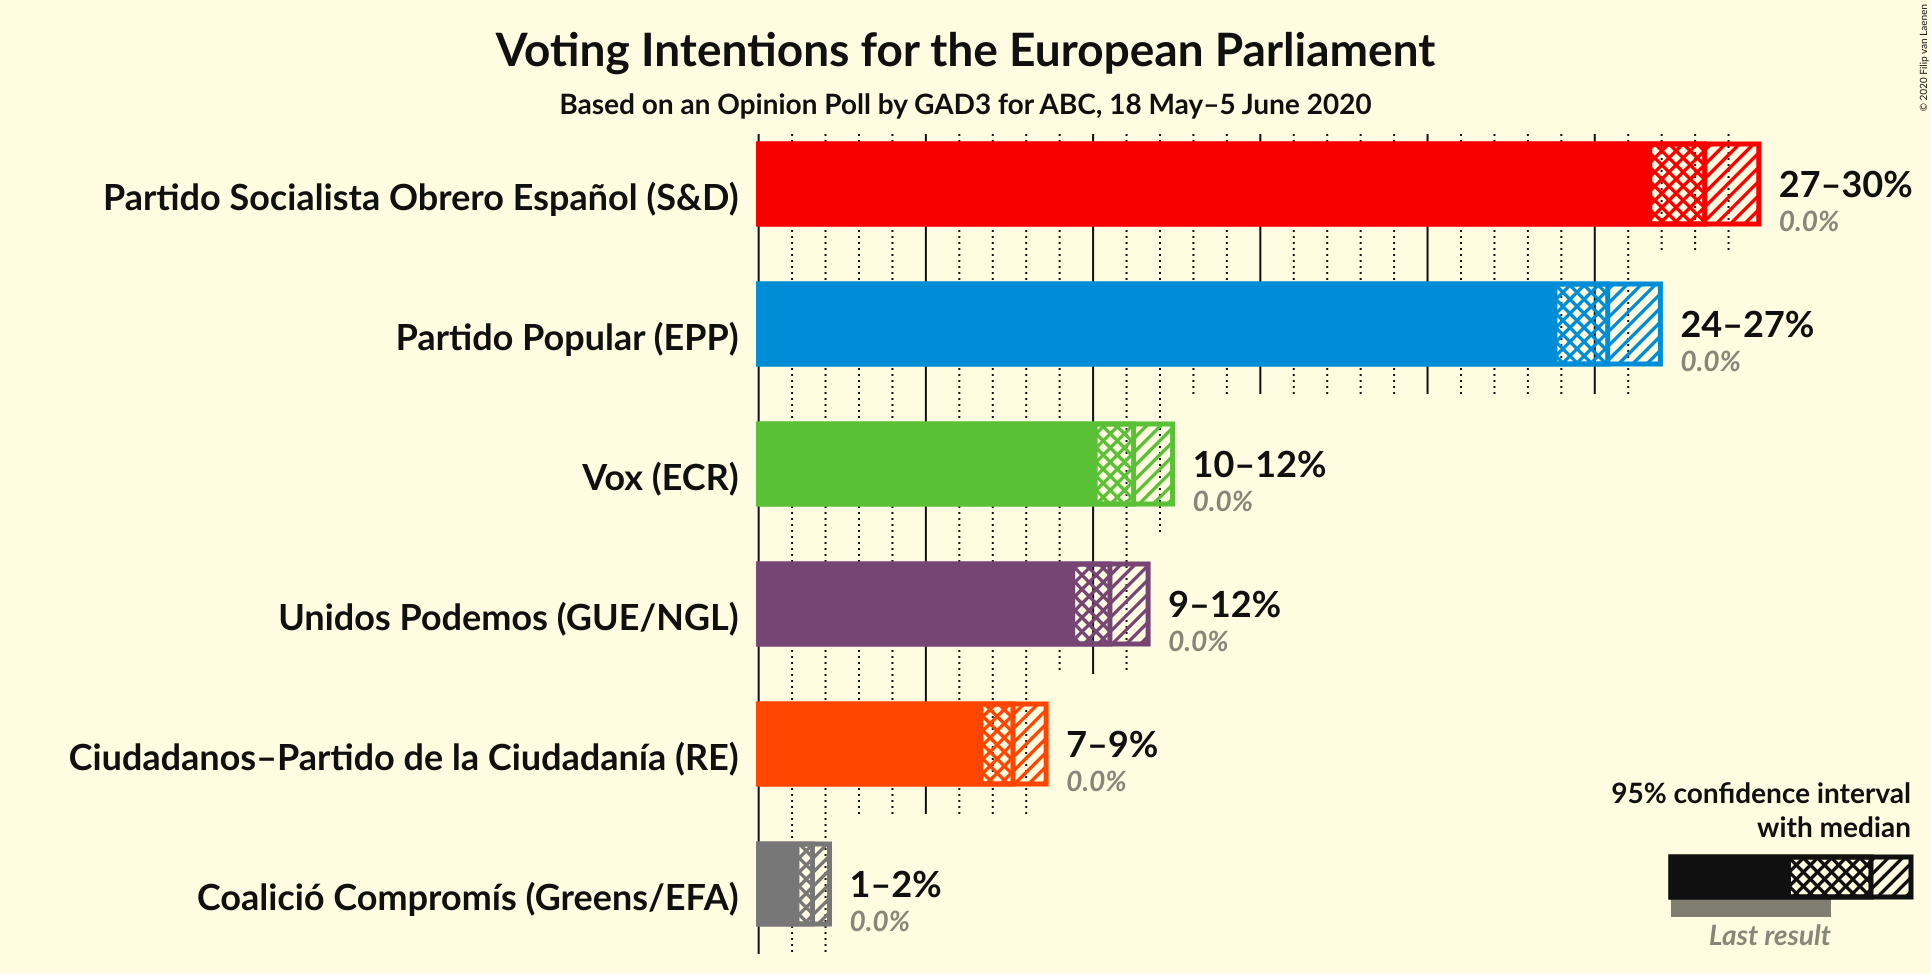 Voting Intentions for the European Parliament
Based on an Opinion Poll by GAD3 for ABC, 18 May–5 June 2020
© 2020 Filip van Laenen
Partido Socialista Obrero Español (S&D)
27–30%
0.0%
Partido Popular (EPP)
24–27%
0.0%
Vox (ECR)
10–12%
0.0%
Unidos Podemos (GUE/NGL)
9–12%
0.0%
Ciudadanos–Partido de la Ciudadanía (RE)
7–9%
0.0%
Coalició Compromís (Greens/EFA)
1–2%
0.0%
95% confidence interval
with median
Last result